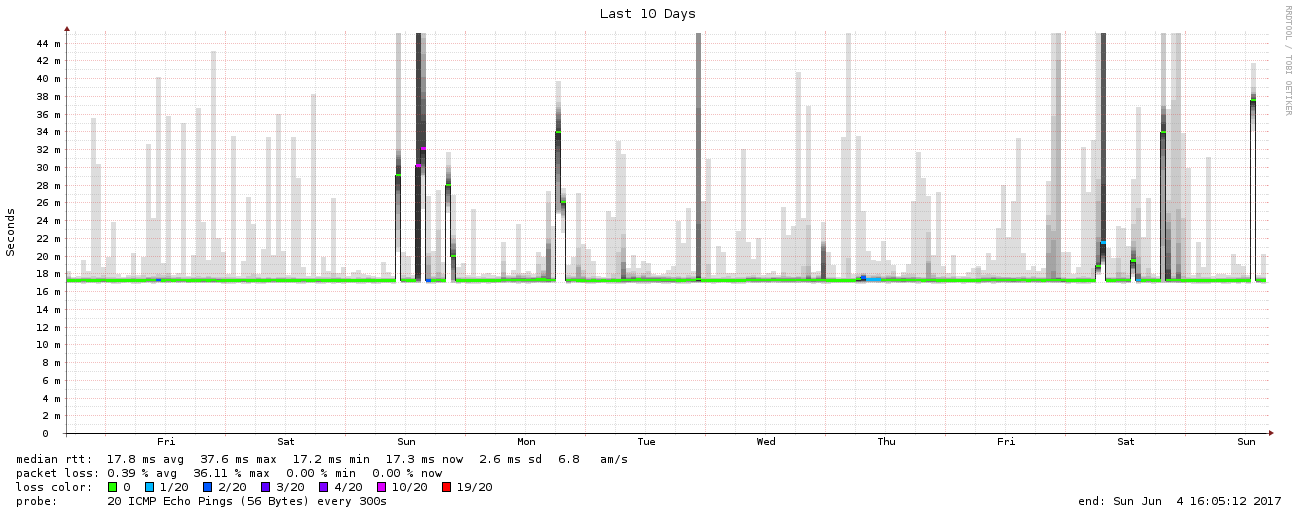 Last 10 Days
RRDTOOL / TOBI OETIKER
Seconds
44 m
42 m
40 m
38 m
36 m
34 m
32 m
30 m
28 m
26 m
24 m
22 m
20 m
18 m
16 m
14 m
12 m
10 m
8 m
6 m
4 m
2 m
0
Fri Sat Sun Mon Tue Wed Thu Fri Sat Sun
median rtt: 17.8 ms avg 37.6 ms max 17.2 ms min 17.3 ms now 2.6 ms sd 6.8 am/s
packet loss: 0.39 % avg 36.11 % max 0.00 % min 0.00 % now
loss color: 0 1/20 2/20 3/20 4/20 10/20 19/20
probe: 20 ICMP Echo Pings (56 Bytes) every 300s end: Sun Jun 4 16:05:12 2017